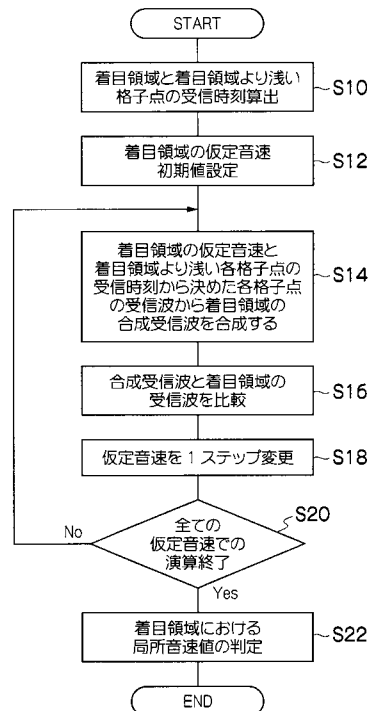 START
着目領域と着目領域より浅い
格子点の受信時刻算出
S10
着目領域の仮定音速
初期値設定
S12
着目領域の仮定音速と
着目領域より浅い各格子点の
受信時刻から決めた各格子点
の受信波から着目領域の
合成受信波を合成する
S14
合成受信波と着目領域の
受信波を比較
S16
仮定音速を1ステップ変更
S18
全ての
仮定音速での
演算終了
S20
No
Yes
着目領域における
局所音速値の判定
S22
END